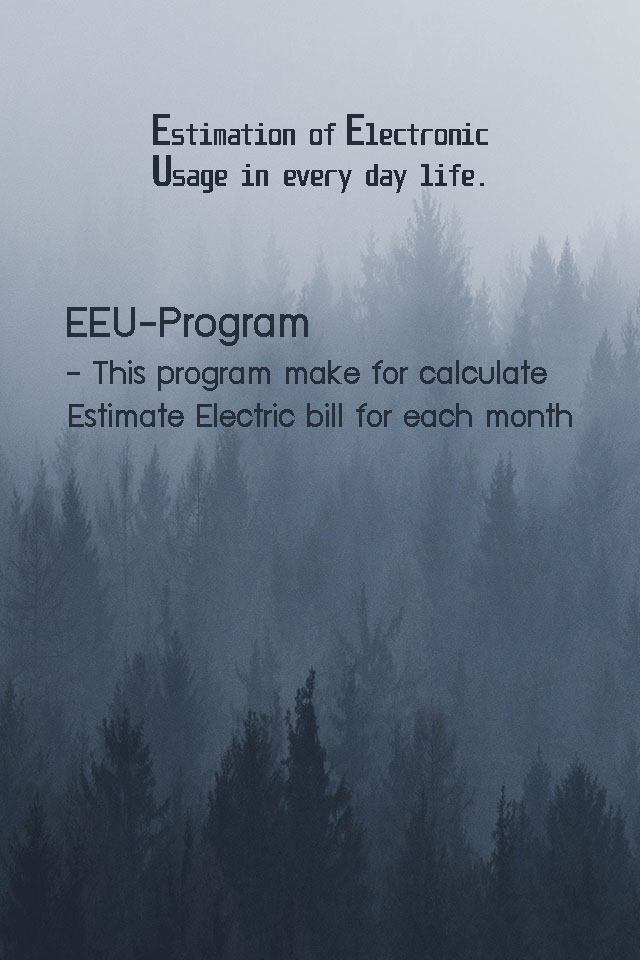 Estimation of Electronic
Usage in every day life.
EEU-Program
- This program make for calculate
Estimate Electric bill for each month